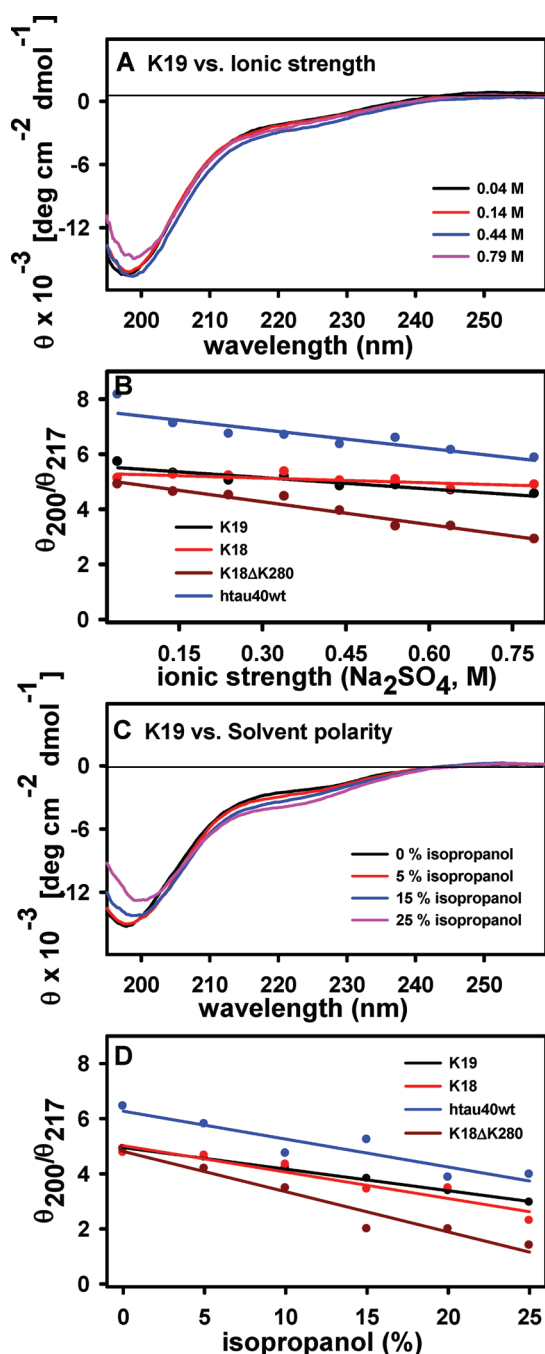 A K19 vs. Ionic strength
θ x 10⁻³ [deg cm⁻² dmol⁻¹]
0
-6
-12
0.04 M
0.14 M
0.44 M
0.79 M
200 210 220 230 240 250
wavelength (nm)
B
θ₂₀₀/θ₂₁₇
8
6
4
2
0
K19
K18
K18ΔK280
htau40wt
0.15 0.30 0.45 0.60 0.75
ionic strength (Na₂SO₄, M)
C K19 vs. Solvent polarity
θ x 10⁻³ [deg cm⁻² dmol⁻¹]
0
-6
-12
0 % isopropanol
5 % isopropanol
15 % isopropanol
25 % isopropanol
200 210 220 230 240 250
wavelength (nm)
D
θ₂₀₀/θ₂₁₇
8
6
4
2
0
K19
K18
htau40wt
K18ΔK280
0 5 10 15 20 25
isopropanol (%)